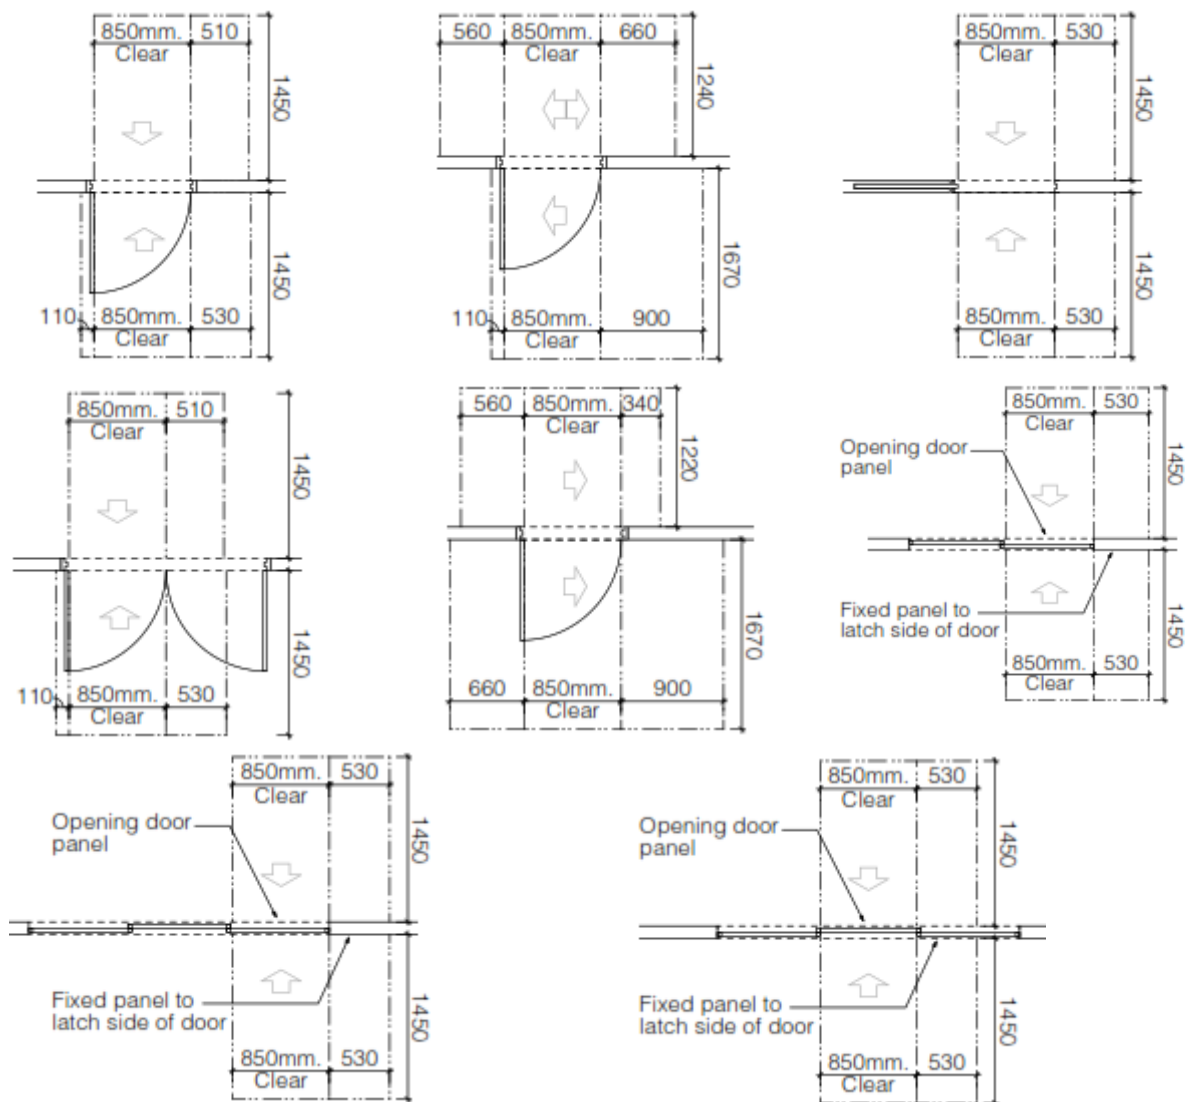 850mm. 510
Clear
1450
1450
110 850mm. 530
Clear
560 850mm. 660
Clear
1240
1670
110 850mm. 900
Clear
850mm. 530
Clear
1450
1450
850mm. 530
Clear
850mm. 510
Clear
1450
1450
110 850mm. 530
Clear
560 850mm. 340
Clear
1220
1670
660 850mm. 900
Clear
850mm. 530
Clear
1450
Opening door
panel
Fixed panel to
latch side of door
1450
850mm. 530
Clear
850mm. 530
Clear
1450
Opening door
panel
Fixed panel to
latch side of door
1450
850mm. 530
Clear
850mm. 530
Clear
1450
Opening door
panel
Fixed panel to
latch side of door
1450
850mm. 530
Clear